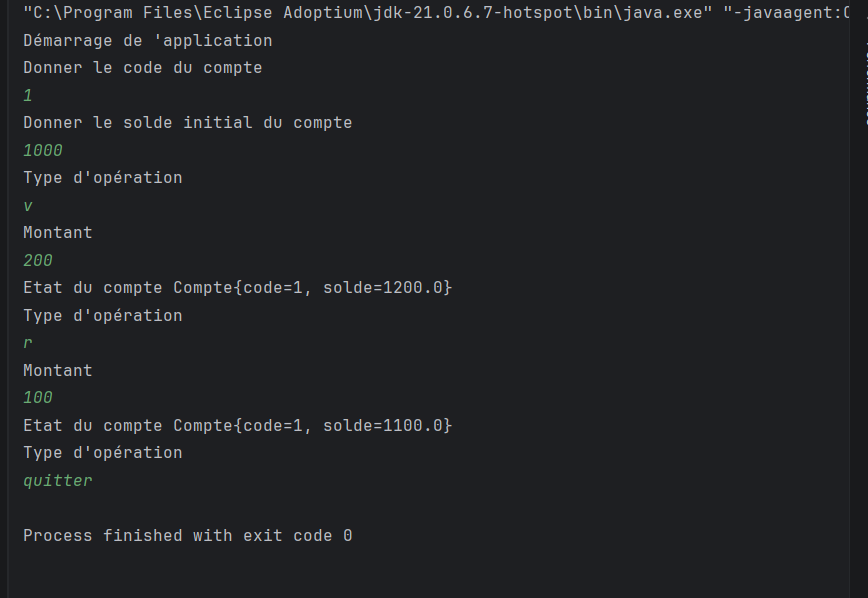 "C:\Program Files\Eclipse Adoptium\jdk-21.0.6.7-hotspot\bin\java.exe" "-javaagent:C
Démarrage de 'application
Donner le code du compte
1
Donner le solde initial du compte
1000
Type d'opération
v
Montant
200
Etat du compte Compte{code=1, solde=1200.0}
Type d'opération
r
Montant
100
Etat du compte Compte{code=1, solde=1100.0}
Type d'opération
quitter
Process finished with exit code 0